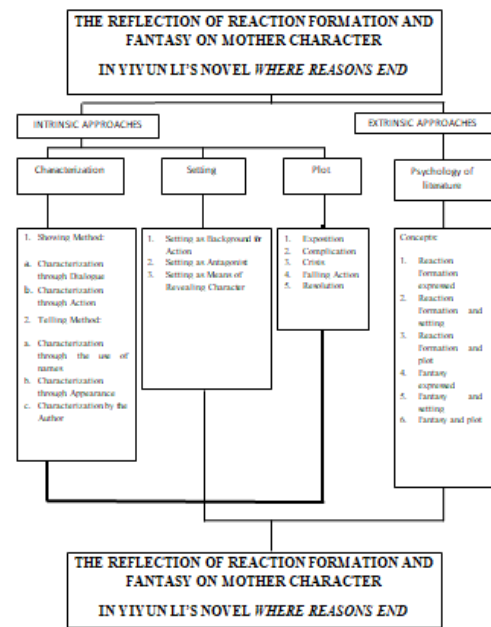 THE REFLECTION OF REACTION FORMATION AND
FANTASY ON MOTHER CHARACTER
IN YIYUN LI'S NOVEL WHERE REASONS END
INTRINSIC APPROACHES
EXTRINSIC APPROACHES
Characterization
Setting
Plot
Psychology of
literature
1. Showing Method:
a. Characterization
through Dialogue
b. Characterization
through Action
2. Telling Method:
a. Characterization
through the use of
names
b. Characterization
through Appearance
c. Characterization by the
Author
1. Setting as Background
Action
2. Setting as Antagonist
3. Setting as Means of
Revealing Character
1. Exposition
2. Complication
3. Crisis
4. Falling Action
5. Resolution
Concepts:
1. Reaction
Formation
expressed
2. Reaction
Formation and
setting
3. Reaction
Formation and
plot
4. Fantasy
expressed
5. Fantasy and
setting
6. Fantasy and plot
THE REFLECTION OF REACTION FORMATION AND
FANTASY ON MOTHER CHARACTER
IN YIYUN LI'S NOVEL WHERE REASONS END